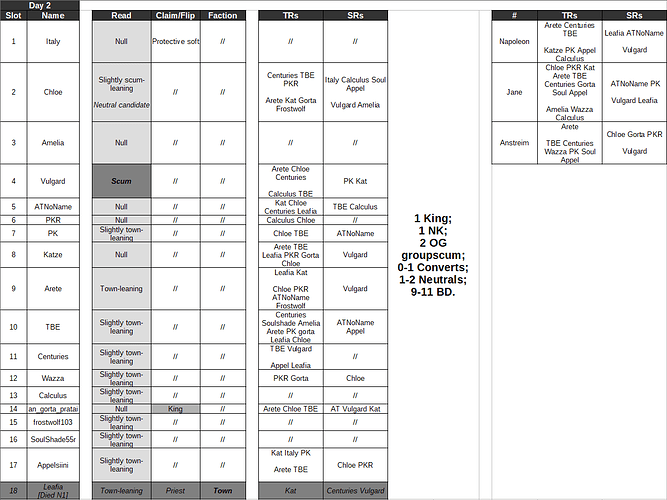 Day 2
Slot Name Read Claim/Flip Faction TRs SRs
1 Italy Null Protective soft // // //
2 Chloe Slightly scum-leaning
Neutral candidate // // Centuries TBE PKR
Arete Kat Gorta Frostwolf Italy Calculus Soul Appel
Vulgard Amelia
3 Amelia Null // // // //
4 Vulgard Scum // // Arete Chloe Centuries
Calculus TBE PK Kat
5 ATNoName Null // // Kat Chloe Centuries Leafia TBE Calculus
6 PKR Null // // Calculus Chloe //
7 PK Slightly town-leaning // // Chloe TBE ATNoName
8 Katze Null // // Arete TBE Leafia PKR Gorta Chloe Vulgard
9 Arete Town-leaning // // Leafia Kat
Chloe PKR ATNoName Frostwolf Vulgard
10 TBE Slightly town-leaning // // Centuries Soulshade Amelia Arete PK gorta Leafia Chloe ATNoName Appel
11 Centuries Slightly town-leaning // // TBE Vulgard
Appel Leafia //
12 Wazza Slightly town-leaning // // PKR Gorta Chloe
13 Calculus Slightly town-leaning // // // //
14 an_gorta_pratai Null King // Arete Chloe TBE AT Vulgard Kat
15 frostwolf103 Slightly town-leaning // // // //
16 SoulShade55r Slightly town-leaning // // // //
17 Appelsiini Slightly town-leaning // // Kat Italy PK
Arete TBE Chloe PKR
18 Leafia
[Died N1] Town-leaning Priest Town Kat Centuries Vulgard
1 King;
1 NK;
2 OG
groupscum;
0-1 Converts;
1-2 Neutrals;
9-11 BD.
# TRs SRs
Napoleon Arete Centuries TBE
Katze PK Appel Calculus Leafia ATNoName
Vulgard
Jane Chloe PKR Kat Arete TBE Centuries Gorta Soul Appel
Amelia Wazza Calculus ATNoName PK
Vulgard Leafia
Anstreim Arete
TBE Centuries Wazza PK Soul Appel Chloe Gorta PKR
Vulgard